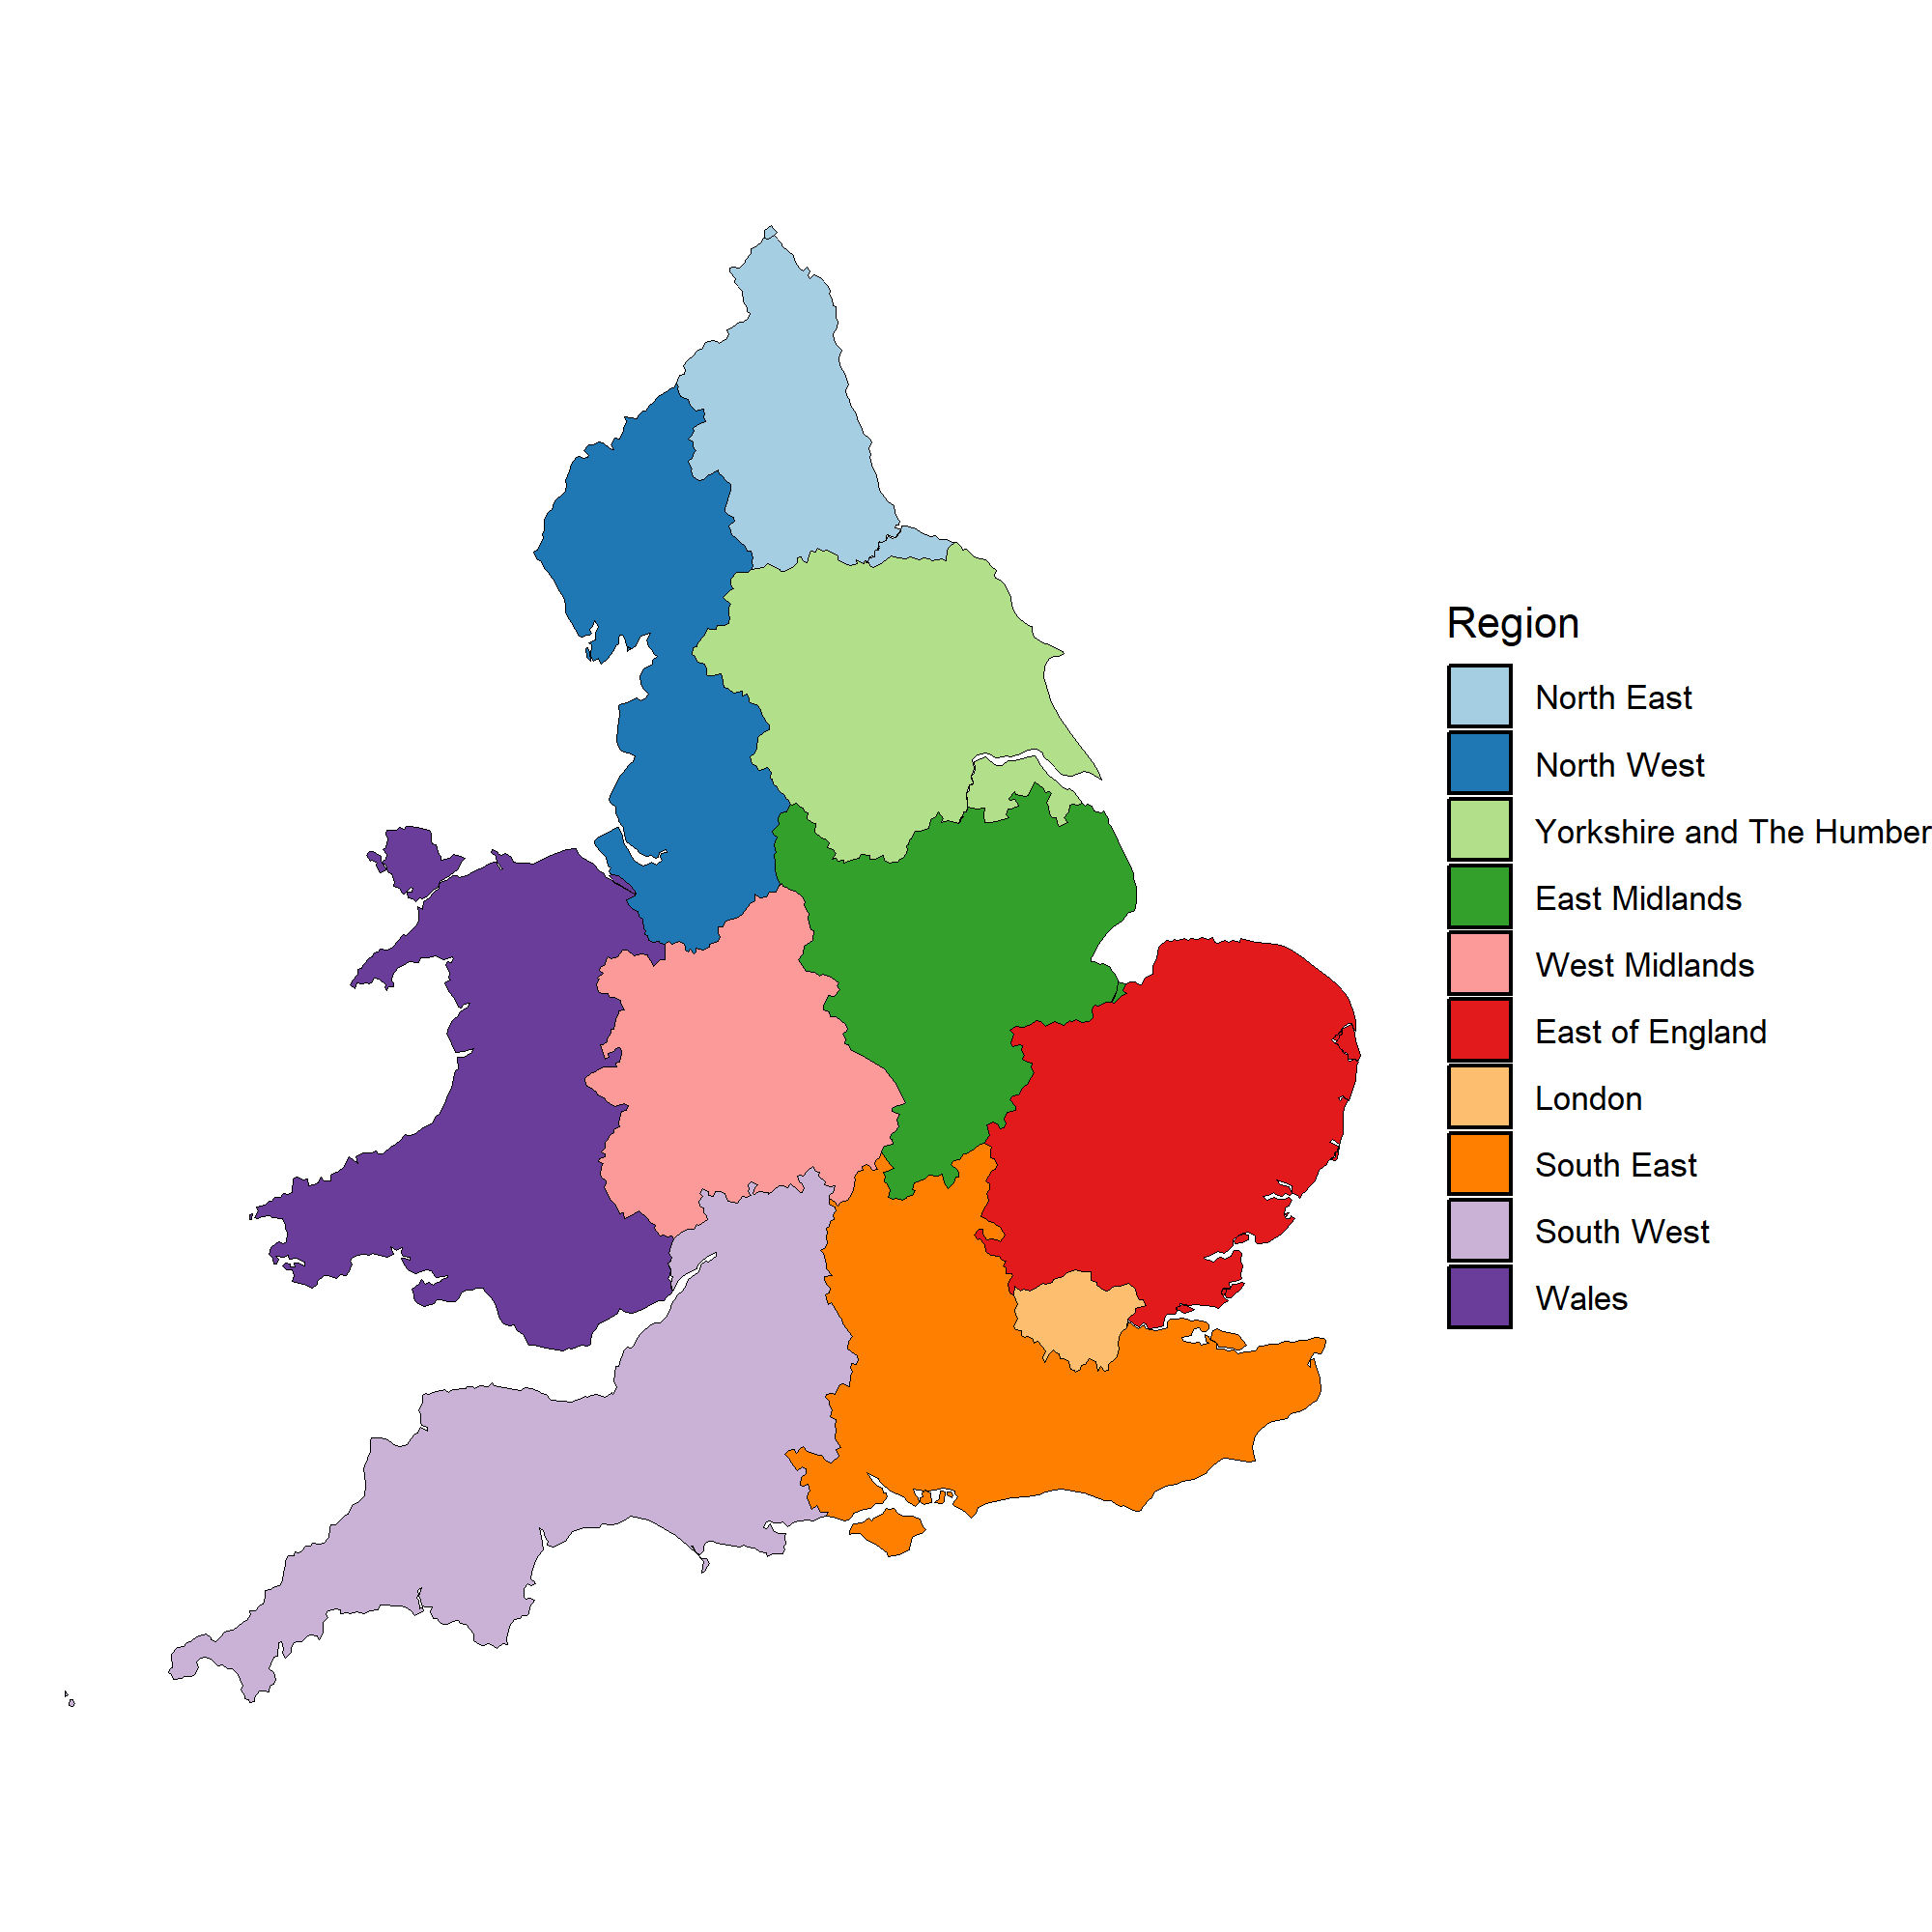 Region
North East
North West
Yorkshire and The Humber
East Midlands
West Midlands
East of England
London
South East
South West
Wales